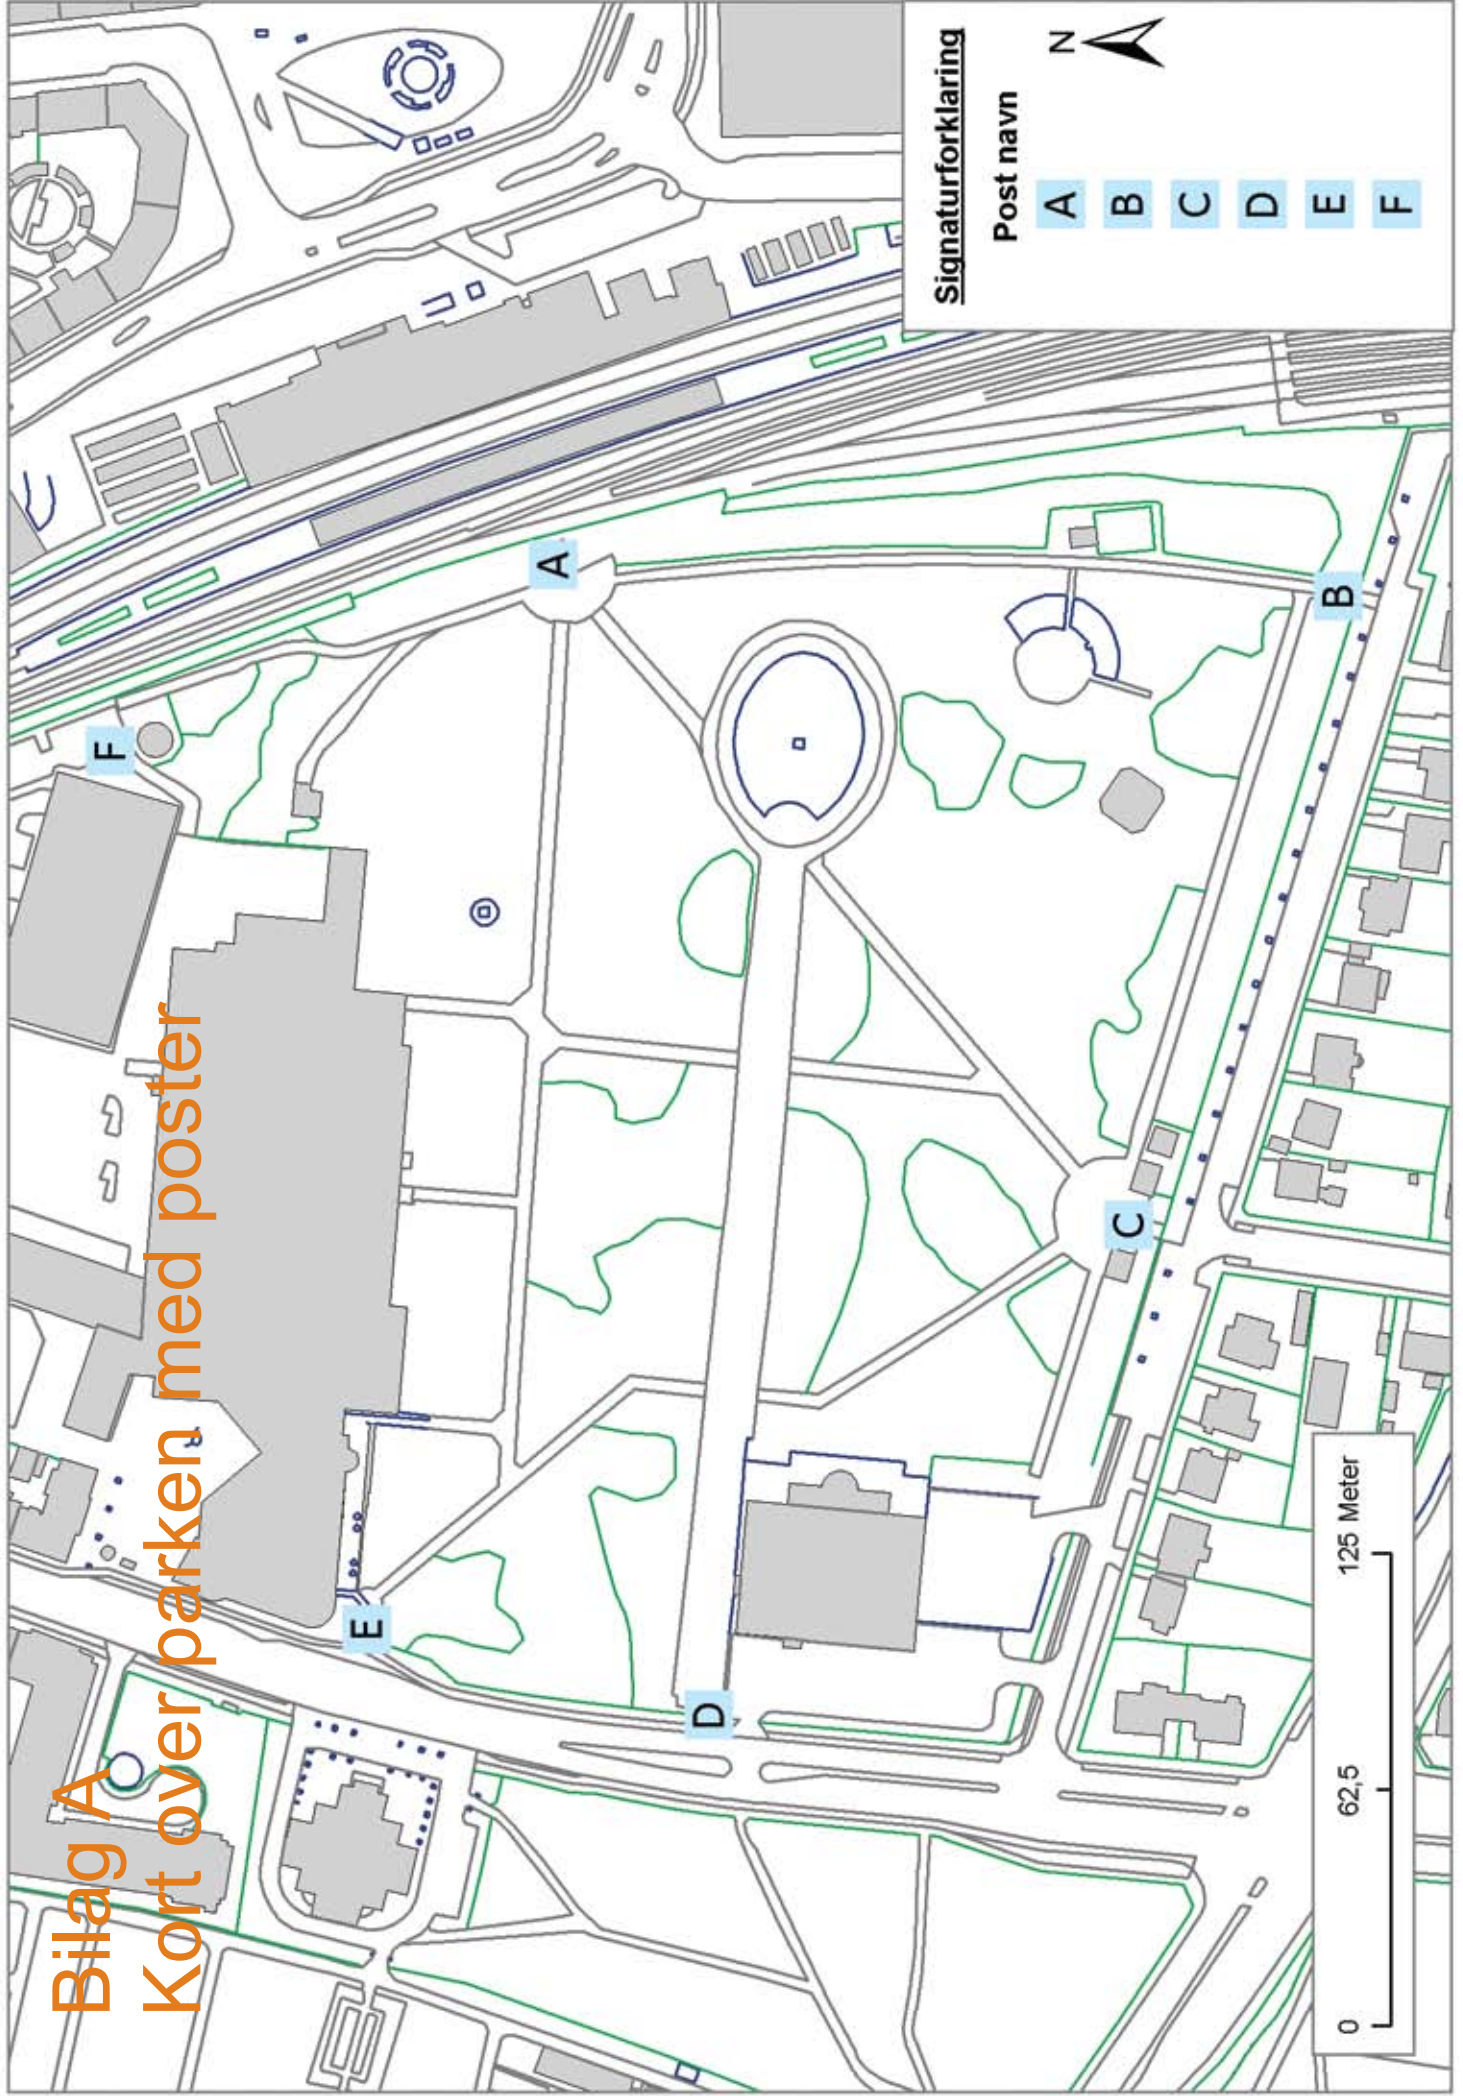 Bilag A
Kort over parken med poster
F
A
E
B
C
D
Signaturforklaring
Post navn
N
A
B
C
D
E
F
0 62,5 125 Meter